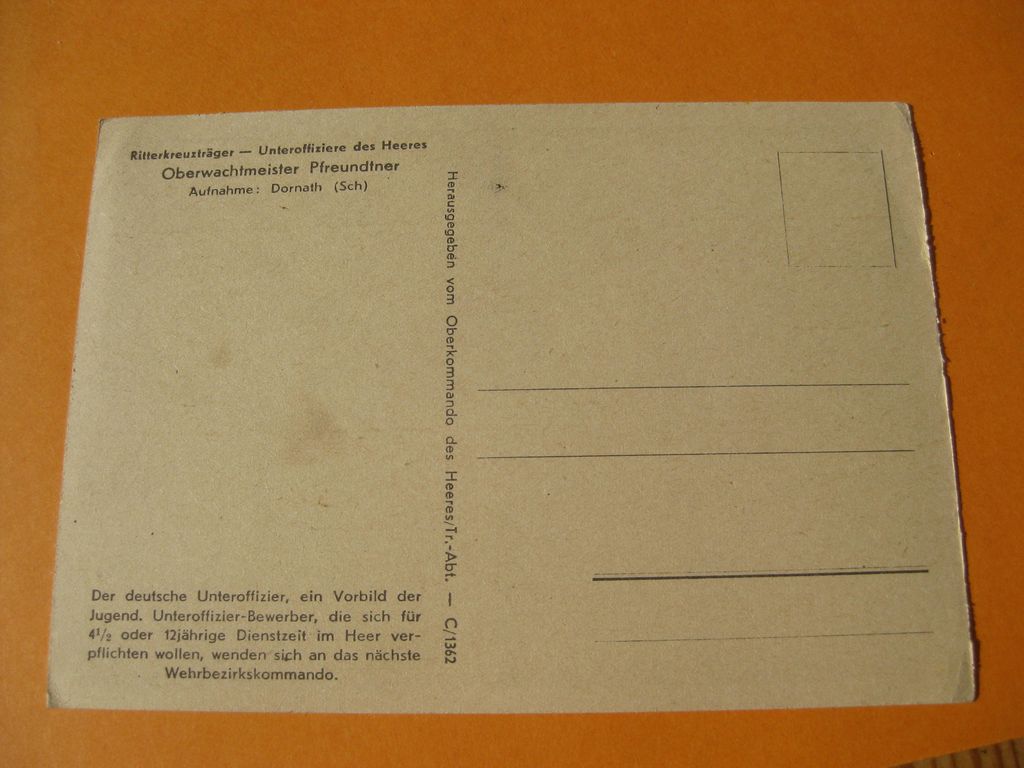 Ritterkreuzträger — Unteroffiziere des Heeres
Oberwachtmeister Pfreundtner
Aufnahme: Dornath (Sch)
Herausgegeben vom Oberkommando des Heeres/Tr.-Abt. — C/1362
Der deutsche Unteroffizier, ein Vorbild der
Jugend. Unteroffizier-Bewerber, die sich für
4½ oder 12jährige Dienstzeit im Heer ver-
pflichten wollen, wenden sich an das nächste
Wehrbezirkskommando.